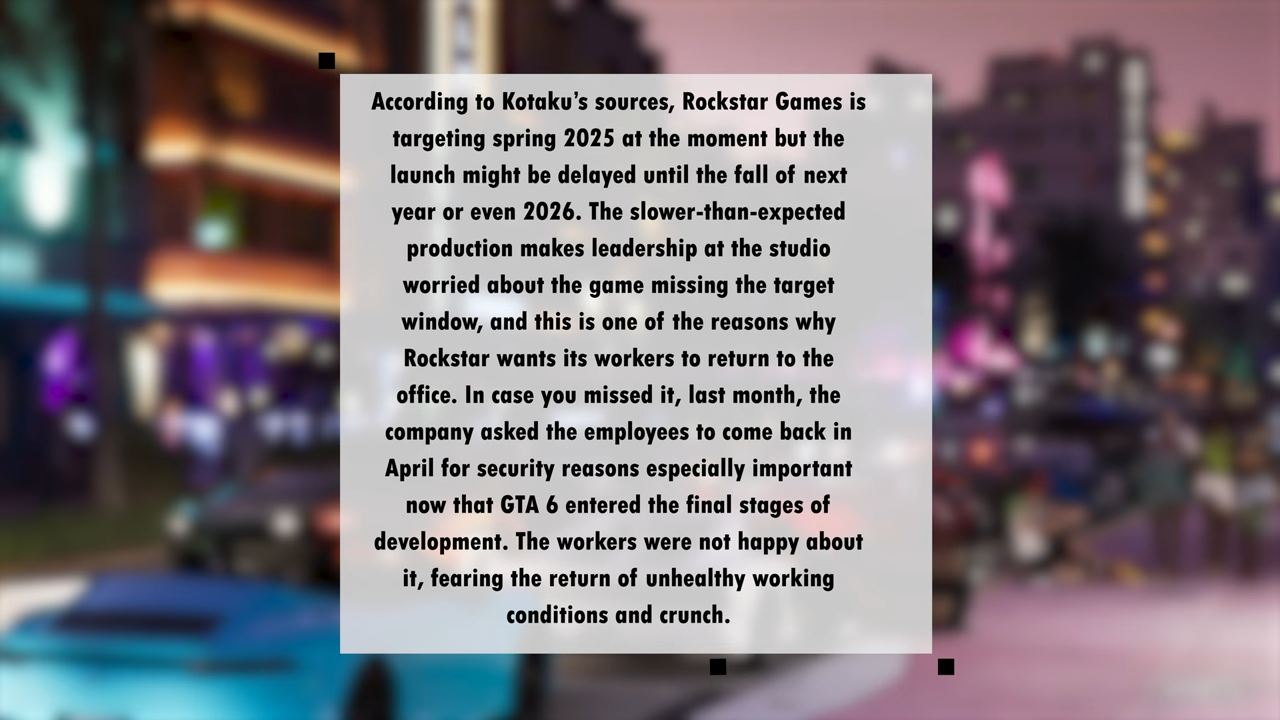 According to Kotaku's sources, Rockstar Games is
targeting spring 2025 at the moment but the
launch might be delayed until the fall of next
year or even 2026. The slower-than-expected
production makes leadership at the studio
worried about the game missing the target
window, and this is one of the reasons why
Rockstar wants its workers to return to the
office. In case you missed it, last month, the
company asked the employees to come back in
April for security reasons especially important
now that GTA 6 entered the final stages of
development. The workers were not happy about
it, fearing the return of unhealthy working
conditions and crunch.